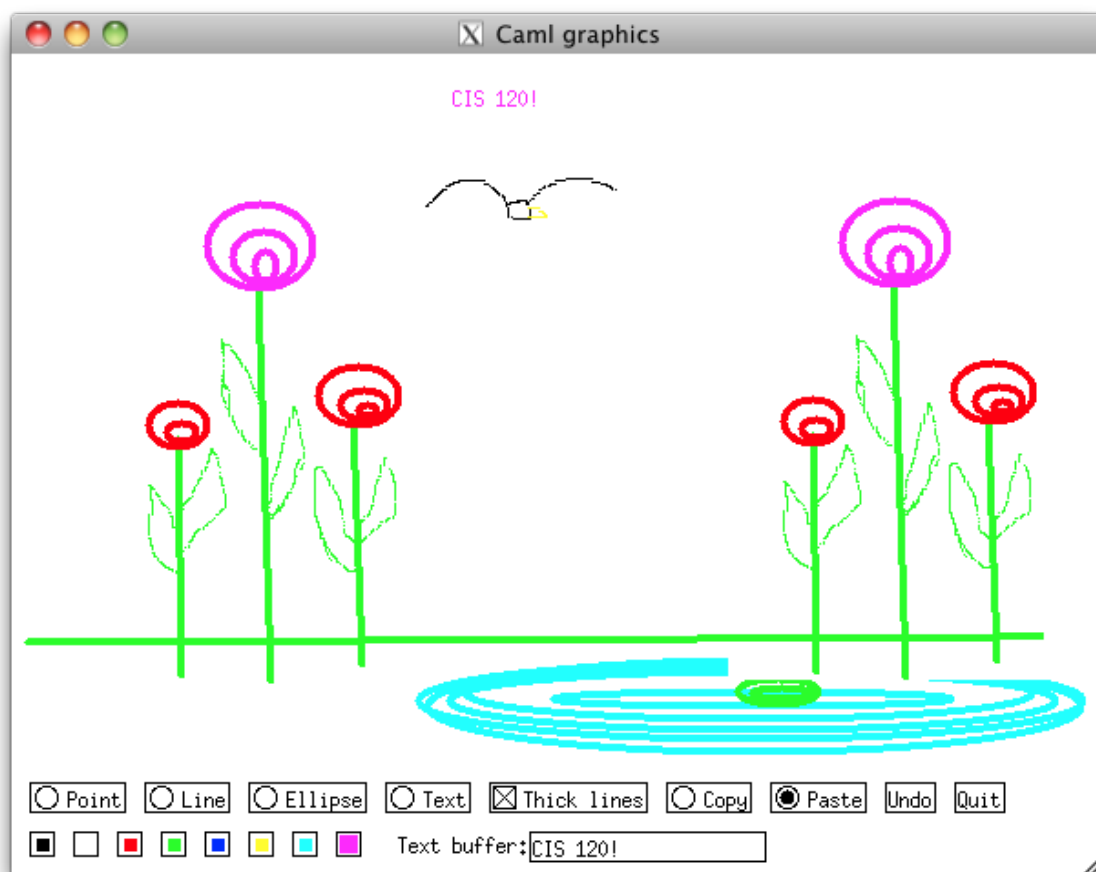 Caml graphics
CIS 120!
Point Line Ellipse Text Thick lines Copy Paste Undo Quit
Text buffer: CIS 120!